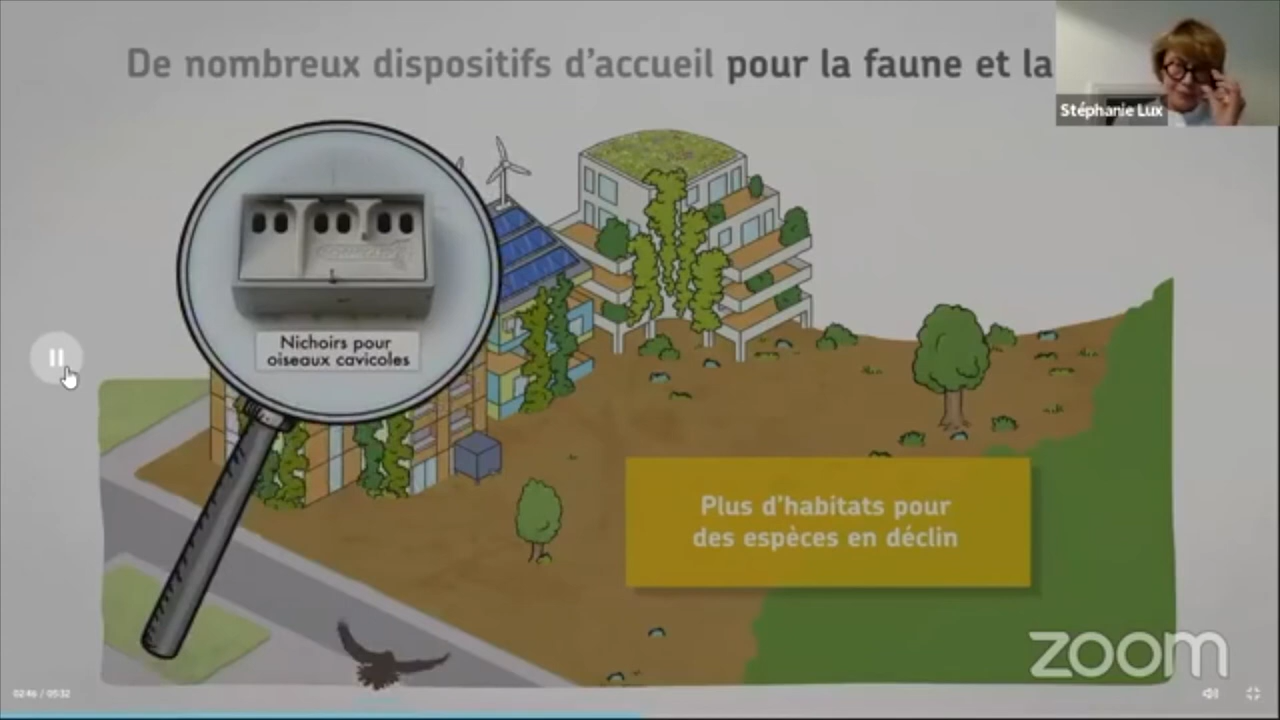 De nombreux dispositifs d'accueil pour la faune et la
Stéphanie Lux
Nichoirs pour
oiseaux cavicoles
Plus d'habitats pour
des espèces en déclin
zoom
02:46 / 05:32